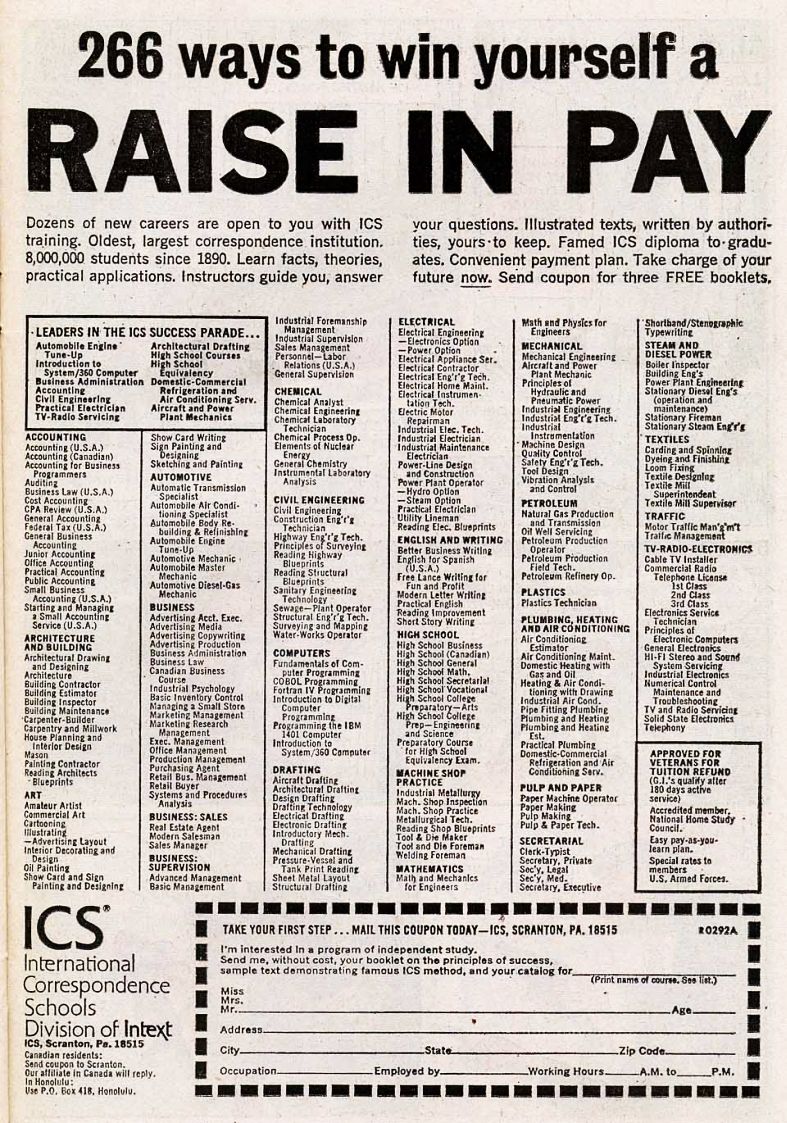 266 ways to win yourself a
RAISE IN PAY
Dozens of new careers are open to you with ICS
training. Oldest, largest correspondence institution.
8,000,000 students since 1890. Learn facts, theories,
practical applications. Instructors guide you, answer
your questions. Illustrated texts, written by authori-
ties, yours to keep. Famed ICS diploma to gradu-
ates. Convenient payment plan. Take charge of your
future now. Send coupon for three FREE booklets.
LEADERS IN THE ICS SUCCESS PARADE...
Automobile Engine
Tune-Up
Introduction to
System/360 Computer
Business Administration
Accounting
Civil Engineering
Practical Electrician
TV-Radio Servicing
Architectural Drafting
High School Courses
High School
Equivalency
Domestic-Commercial
Refrigeration and
Air Conditioning Serv.
Aircraft and Power
Plant Mechanics
ACCOUNTING
Accounting (U.S.A.)
Accounting (Canadian)
Accounting for Business
Programmers
Auditing
Business Law (U.S.A.)
Cost Accounting
CPA Review (U.S.A.)
General Accounting
Federal Tax (U.S.A.)
General Business
Accounting
Junior Accounting
Office Accounting
Practical Accounting
Public Accounting
Small Business
Accounting (U.S.A.)
Starting and Managing
a Small Accounting
Service (U.S.A.)
ARCHITECTURE
AND BUILDING
Architectural Drawing
and Designing
Architecture
Building Contractor
Building Estimator
Building Inspector
Building Maintenance
Carpenter-Builder
Carpentry and Millwork
House Planning and
Interior Design
Mason
Painting Contractor
Reading Architects
Blueprints
ART
Amateur Artist
Commercial Art
Cartooning
Illustrating
—Advertising Layout
Interior Decorating and
Design
Oil Painting
Show Card and Sign
Painting and Designing
Show Card Writing
Sign Painting and
Designing
Sketching and Painting
AUTOMOTIVE
Automatic Transmission
Specialist
Automobile Air Condi-
tioning Specialist
Automobile Body Re-
building & Refinishing
Automobile Engine
Tune-Up
Automotive Mechanic
Automobile Master
Mechanic
Automotive Diesel-Gas
Mechanic
BUSINESS
Advertising Acct. Exec.
Advertising Media
Advertising Copywriting
Advertising Production
Business Administration
Business Law
Canadian Business
Course
Industrial Psychology
Basic Inventory Control
Managing a Small Store
Marketing Management
Marketing Research
Management
Exec. Management
Office Management
Production Management
Purchasing Agent
Retail Bus. Management
Retail Buyer
Systems and Procedures
Analysis
BUSINESS: SALES
Real Estate Agent
Modern Salesman
Sales Manager
BUSINESS:
SUPERVISION
Advanced Management
Basic Management
Industrial Foremanship
Management
Industrial Supervision
Sales Management
Personnel—Labor
Relations (U.S.A.)
General Supervision
CHEMICAL
Chemical Analyst
Chemical Engineering
Chemical Laboratory
Technician
Chemical Process Op.
Elements of Nuclear
Energy
General Chemistry
Instrumental Laboratory
Analysis
CIVIL ENGINEERING
Civil Engineering
Construction Eng'r'g
Technician
Highway Eng'r'g Tech.
Principles of Surveying
Reading Highway
Blueprints
Reading Structural
Blueprints
Sanitary Engineering
Technology
Sewage—Plant Operator
Structural Eng'r'g Tech.
Surveying and Mapping
Water-Works Operator
COMPUTERS
Fundamentals of Com-
puter Programming
COBOL Programming
Fortran IV Programming
Introduction to Digital
Computer
Programming
Programming the IBM
1401 Computer
Introduction to
System/360 Computer
DRAFTING
Aircraft Drafting
Architectural Drafting
Design Drafting
Drafting Technology
Electrical Drafting
Electronic Drafting
Introductory Mech.
Drafting
Mechanical Drafting
Pressure-Vessel and
Tank Print Reading
Sheet Metal Layout
Structural Drafting
ELECTRICAL
Electrical Engineering
—Electronics Option
—Power Option
Electrical Appliance Ser.
Electrical Contractor
Electrical Eng'r'g Tech.
Electrical Home Maint.
Electrical Instrumen-
tation Tech.
Electric Motor
Repairman
Industrial Elec. Tech.
Industrial Electrician
Industrial Maintenance
Electrician
Power-Line Design
and Construction
Power Plant Operator
—Hydro Option
—Steam Option
Practical Electrician
Utility Lineman
Reading Elec. Blueprints
ENGLISH AND WRITING
Better Business Writing
English for Spanish
(U.S.A.)
Free Lance Writing for
Fun and Profit
Modern Letter Writing
Practical English
Reading Improvement
Short Story Writing
HIGH SCHOOL
High School Business
High School (Canadian)
High School General
High School Math.
High School Secretarial
High School Vocational
High School College
Preparatory—Arts
High School College
Prep—Engineering
and Science
Preparatory Course
for High School
Equivalency Exam.
MACHINE SHOP
PRACTICE
Industrial Metallurgy
Mach. Shop Inspection
Mach. Shop Practice
Metallurgical Tech.
Reading Shop Blueprints
Tool & Die Maker
Tool and Die Foreman
Welding Foreman
MATHEMATICS
Math and Mechanics
for Engineers
Math and Physics for
Engineers
MECHANICAL
Mechanical Engineering
Aircraft and Power
Plant Mechanic
Principles of
Hydraulic and
Pneumatic Power
Industrial Engineering
Industrial Eng'r'g Tech.
Industrial
Instrumentation
Machine Design
Quality Control
Safety Eng'r'g Tech.
Tool Design
Vibration Analysis
and Control
PETROLEUM
Natural Gas Production
and Transmission
Oil Well Servicing
Petroleum Production
Operator
Petroleum Production
Field Tech.
Petroleum Refinery Op.
PLASTICS
Plastics Technician
PLUMBING, HEATING
AND AIR CONDITIONING
Air Conditioning
Estimator
Air Conditioning Maint.
Domestic Heating with
Gas and Oil
Heating & Air Condi-
tioning with Drawing
Industrial Air Cond.
Pipe Fitting Plumbing
Plumbing and Heating
Plumbing and Heating
Est.
Practical Plumbing
Domestic-Commercial
Refrigeration and Air
Conditioning Serv.
PULP AND PAPER
Paper Machine Operator
Paper Making
Pulp Making
Pulp & Paper Tech.
SECRETARIAL
Clerk-Typist
Secretary, Private
Sec'y, Legal
Sec'y, Med.
Secretary, Executive
Shorthand/Stenographic
Typewriting
STEAM AND
DIESEL POWER
Boiler Inspector
Building Eng's
Power Plant Engineering
Stationary Diesel Eng's
(operation and
maintenance)
Stationary Fireman
Stationary Steam Eng'r'g
TEXTILES
Carding and Spinning
Dyeing and Finishing
Loom Fixing
Textile Designing
Textile Mill
Superintendent
Textile Mill Supervisor
TRAFFIC
Motor Traffic Man'g'm't
Traffic Management
TV-RADIO-ELECTRONICS
Cable TV Installer
Commercial Radio
Telephone License
1st Class
2nd Class
3rd Class
Electronics Service
Technician
Principles of
Electronic Computers
General Electronics
Hi-Fi Stereo and Sound
System Servicing
Industrial Electronics
Numerical Control
Maintenance and
Troubleshooting
TV and Radio Servicing
Solid State Electronics
Telephony
APPROVED FOR
VETERANS FOR
TUITION REFUND
(G.I.'s qualify after
180 days active
service)
Accredited member,
National Home Study
Council.
Easy pay-as-you-
learn plan.
Special rates to
members
U.S. Armed Forces.
ICS®
International
Correspondence
Schools
Division of Intext
ICS, Scranton, Pa. 18515
Canadian residents:
Send coupon to Scranton.
Our affiliate in Canada will reply.
In Honolulu:
Use P.O. Box 418, Honolulu.
TAKE YOUR FIRST STEP... MAIL THIS COUPON TODAY—ICS, SCRANTON, PA. 18515 R0292A
I'm interested in a program of independent study.
Send me, without cost, your booklet on the principles of success,
sample text demonstrating famous ICS method, and your catalog for
(Print name of course. See list.)
Miss
Mrs.
Mr. Age
Address
City State Zip Code
Occupation Employed by Working Hours A.M. to P.M.